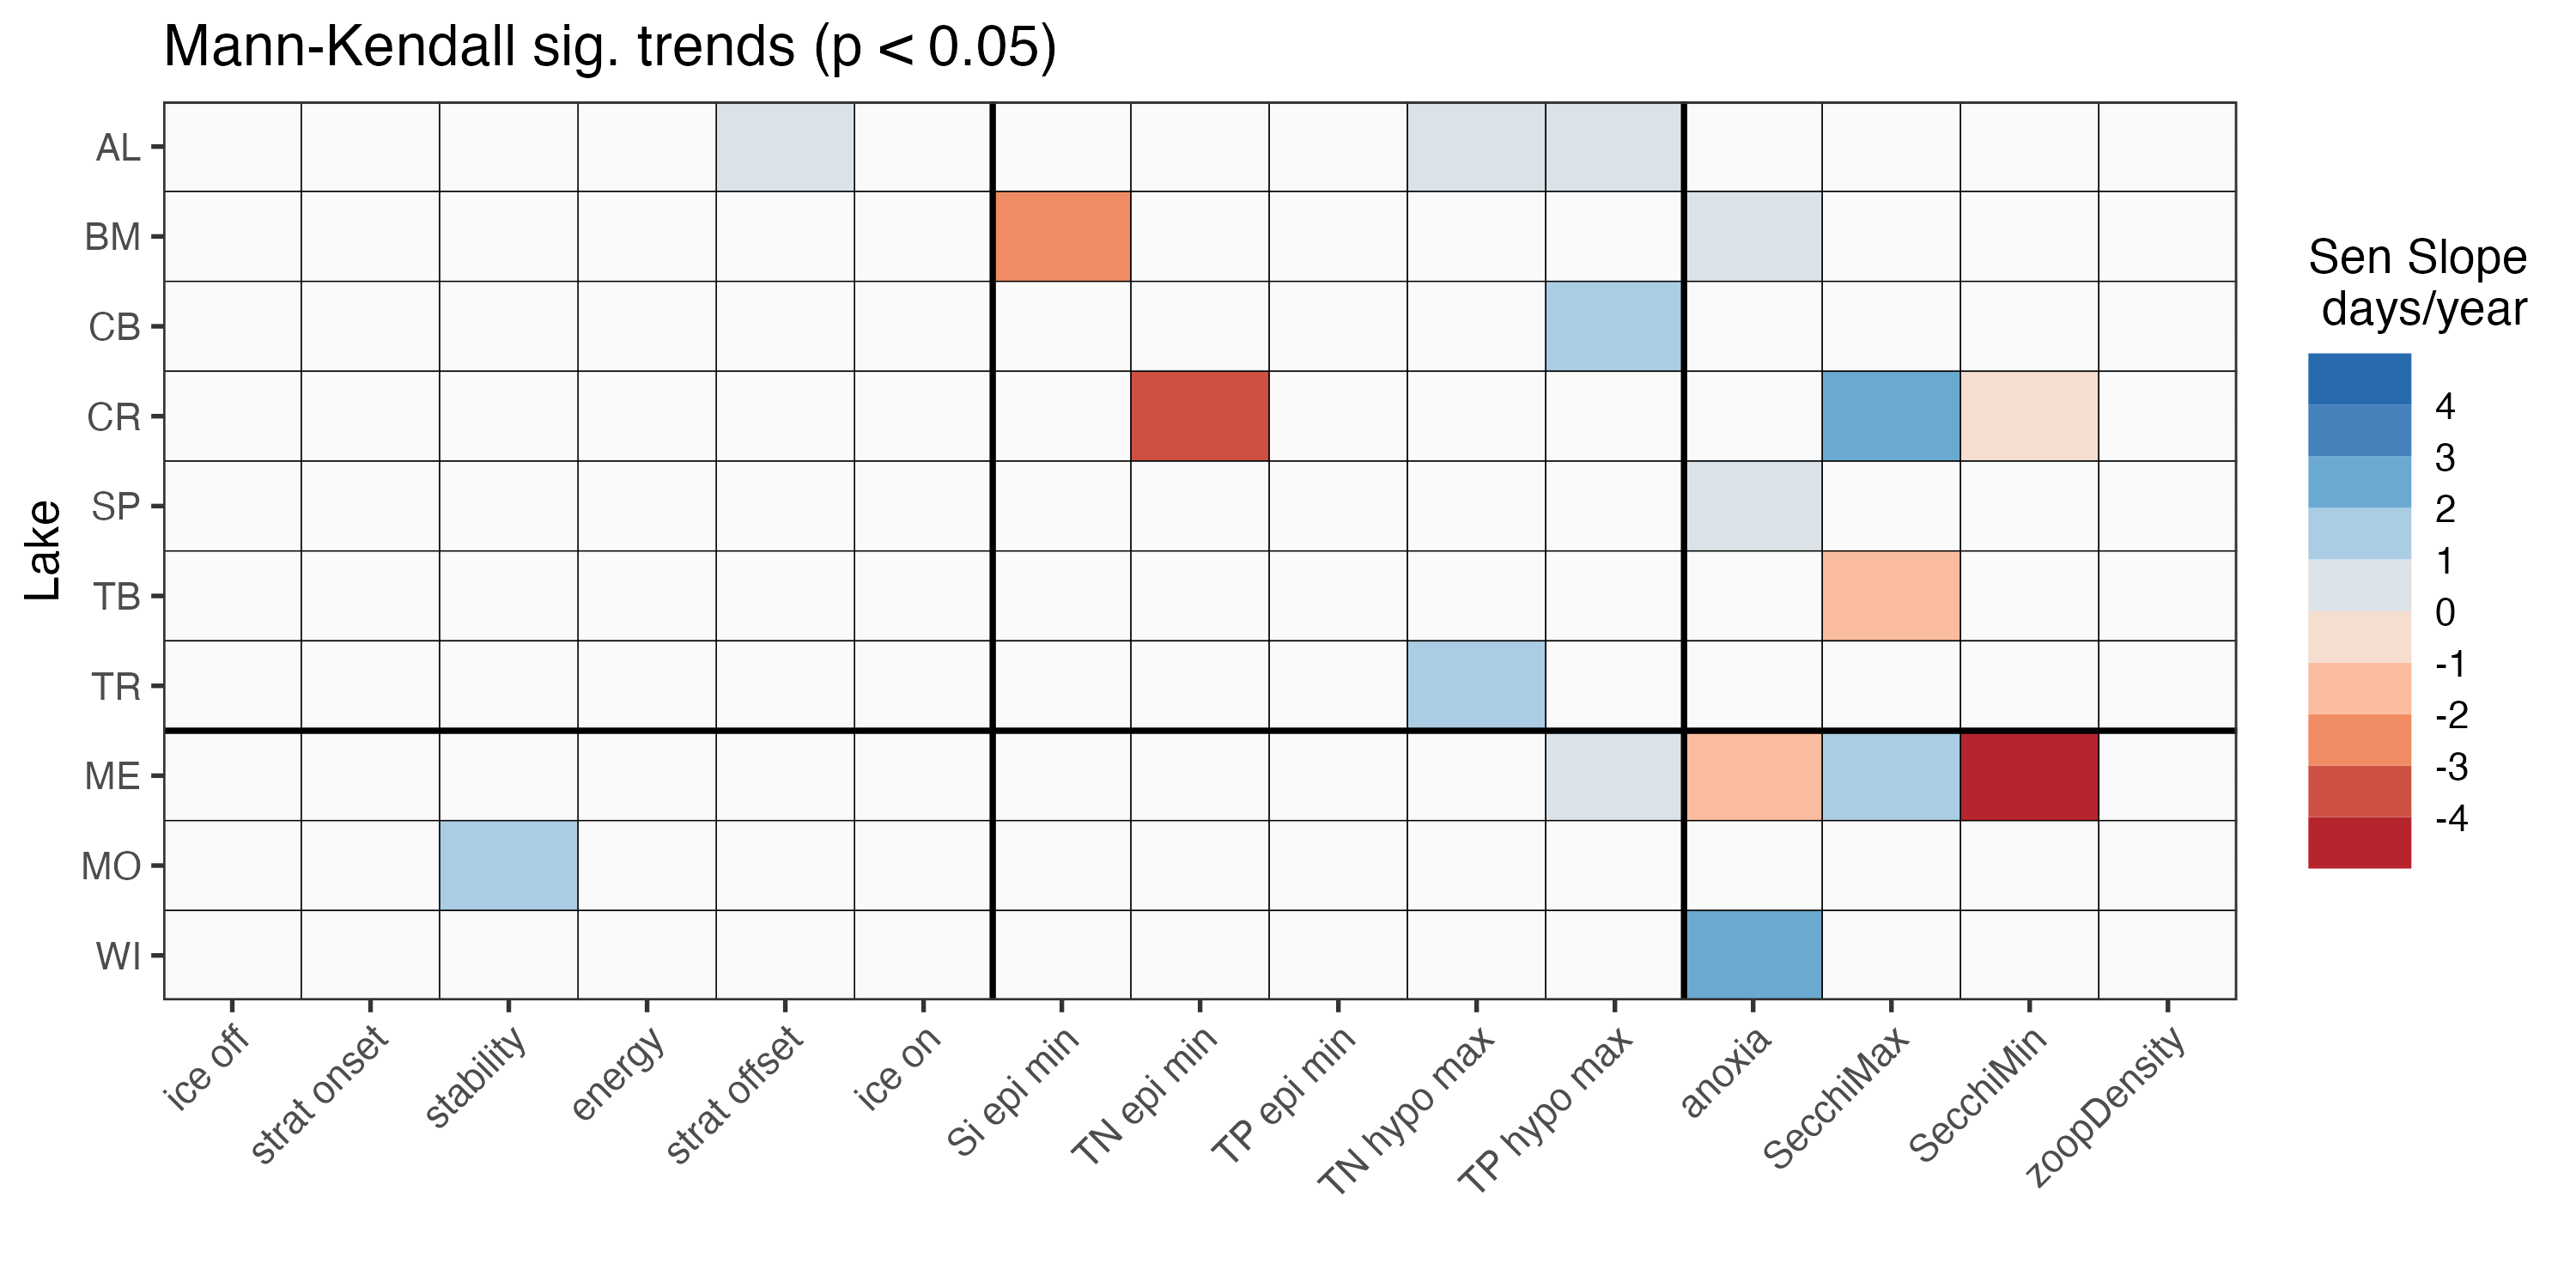 Mann-Kendall sig. trends (p < 0.05)
Lake
AL
BM
CB
CR
SP
TB
TR
ME
MO
WI
ice off
strat onset
stability
energy
strat offset
ice on
Si epi min
TN epi min
TP epi min
TN hypo max
TP hypo max
anoxia
SecchiMax
SecchiMin
zoopDensity
Sen Slope
days/year
4
3
2
1
0
-1
-2
-3
-4